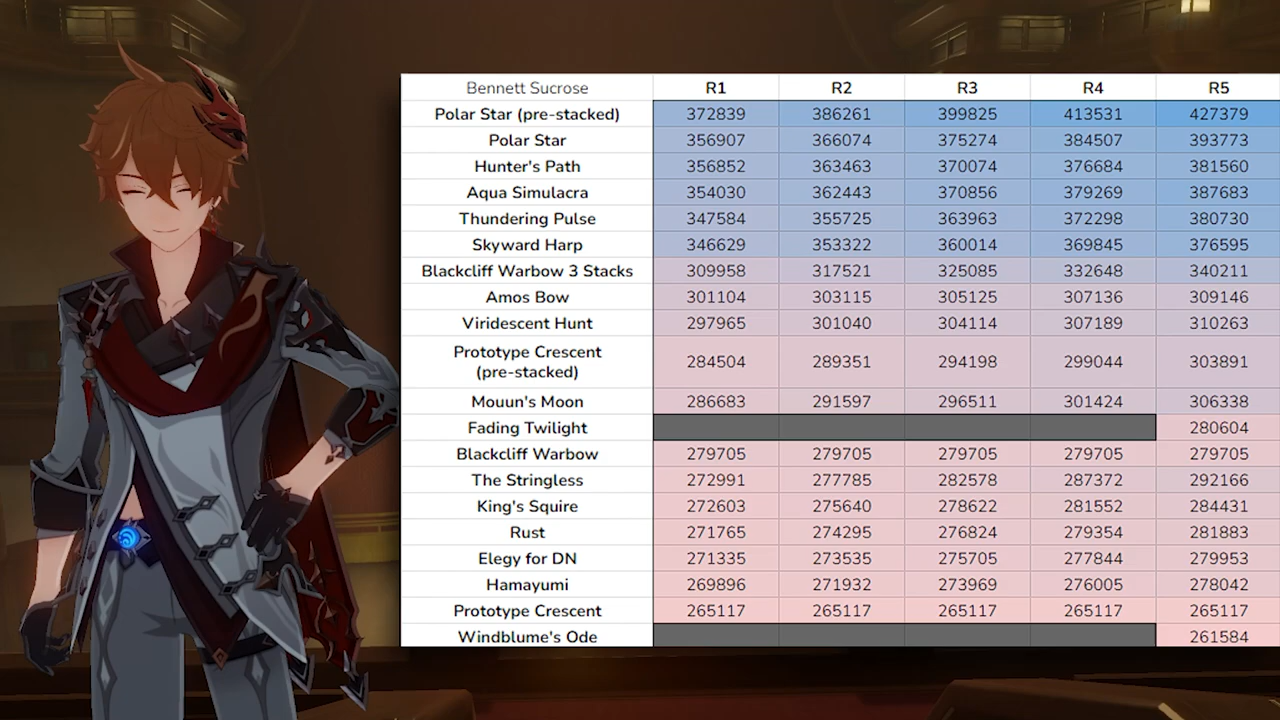 Bennett Sucrose R1 R2 R3 R4 R5
Polar Star (pre-stacked) 372839 386261 399825 413531 427379
Polar Star 356907 366074 375274 384507 393773
Hunter's Path 356852 363463 370074 376684 381560
Aqua Simulacra 354030 362443 370856 379269 387683
Thundering Pulse 347584 355725 363963 372298 380730
Skyward Harp 346629 353322 360014 369845 376595
Blackcliff Warbow 3 Stacks 309958 317521 325085 332648 340211
Amos Bow 301104 303115 305125 307136 309146
Viridescent Hunt 297965 301040 304114 307189 310263
Prototype Crescent
(pre-stacked) 284504 289351 294198 299044 303891
Mouun's Moon 286683 291597 296511 301424 306338
Fading Twilight 280604
Blackcliff Warbow 279705 279705 279705 279705 279705
The Stringless 272991 277785 282578 287372 292166
King's Squire 272603 275640 278622 281552 284431
Rust 271765 274295 276824 279354 281883
Elegy for DN 271335 273535 275705 277844 279953
Hamayumi 269896 271932 273969 276005 278042
Prototype Crescent 265117 265117 265117 265117 265117
Windblume's Ode 261584